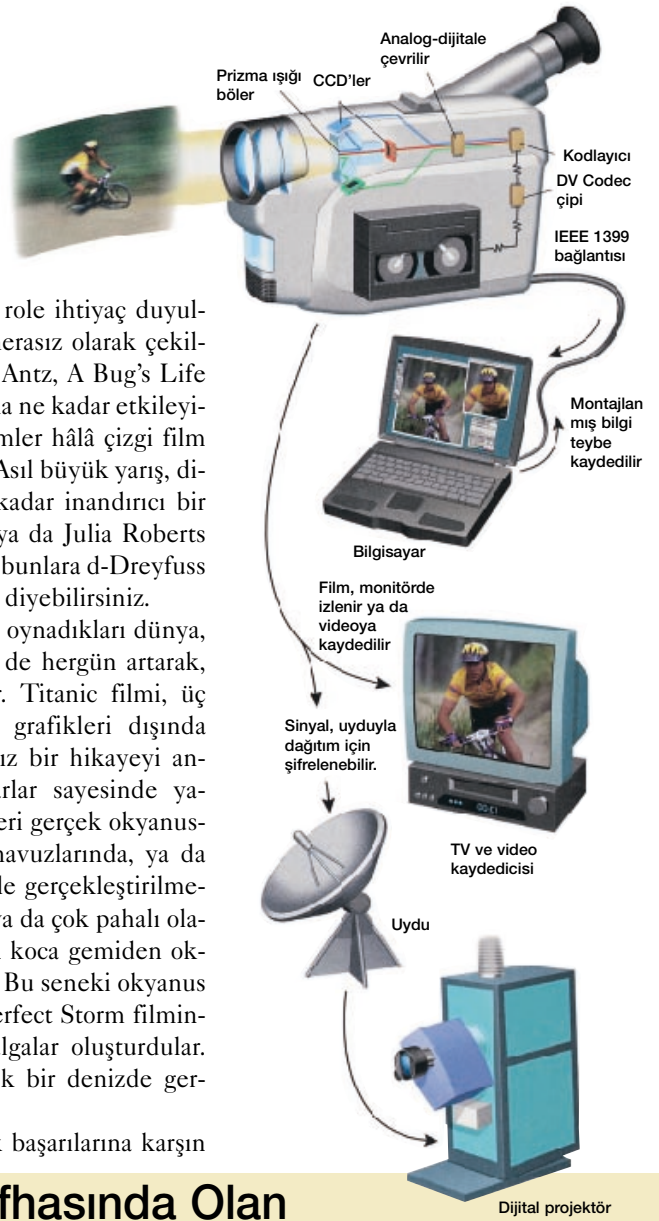 Analog-dijitale
çevrilir
Prizma ışığı
böler
CCD'ler
Kodlayıcı
DV Codec
çipi
IEEE 1399
bağlantısı
Montajlan
mış bilgi
teybe
kaydedilir
Bilgisayar
Film, monitörde
izlenir ya da
videoya
kaydedilir
Sinyal, uyduyla
dağıtım için
şifrelenebilir.
TV ve video
kaydedicisi
Uydu
Dijital projektör
role ihtiyaç duyul-
nerasız olarak çekil-
Antz, A Bug's Life
a ne kadar etkileyi-
mler hâlâ çizgi film
Asıl büyük yarış, di-
kadar inandırıcı bir
ya da Julia Roberts
bunlara d-Dreyfuss
diyebilirsiniz.
oynadıkları dünya,
de hergün artarak,
r. Titanic filmi, üç
grafikleri dışında
ız bir hikayeyi an-
arlar sayesinde ya-
eri gerçek okyanus-
navuzlarında, ya da
le gerçekleştirilme-
ya da çok pahalı ola-
koca gemiden ok-
Bu seneki okyanus
erfect Storm filmin-
algalar oluşturdular.
ek bir denizde ger-
k başarılarına karşın
fhasında Olan